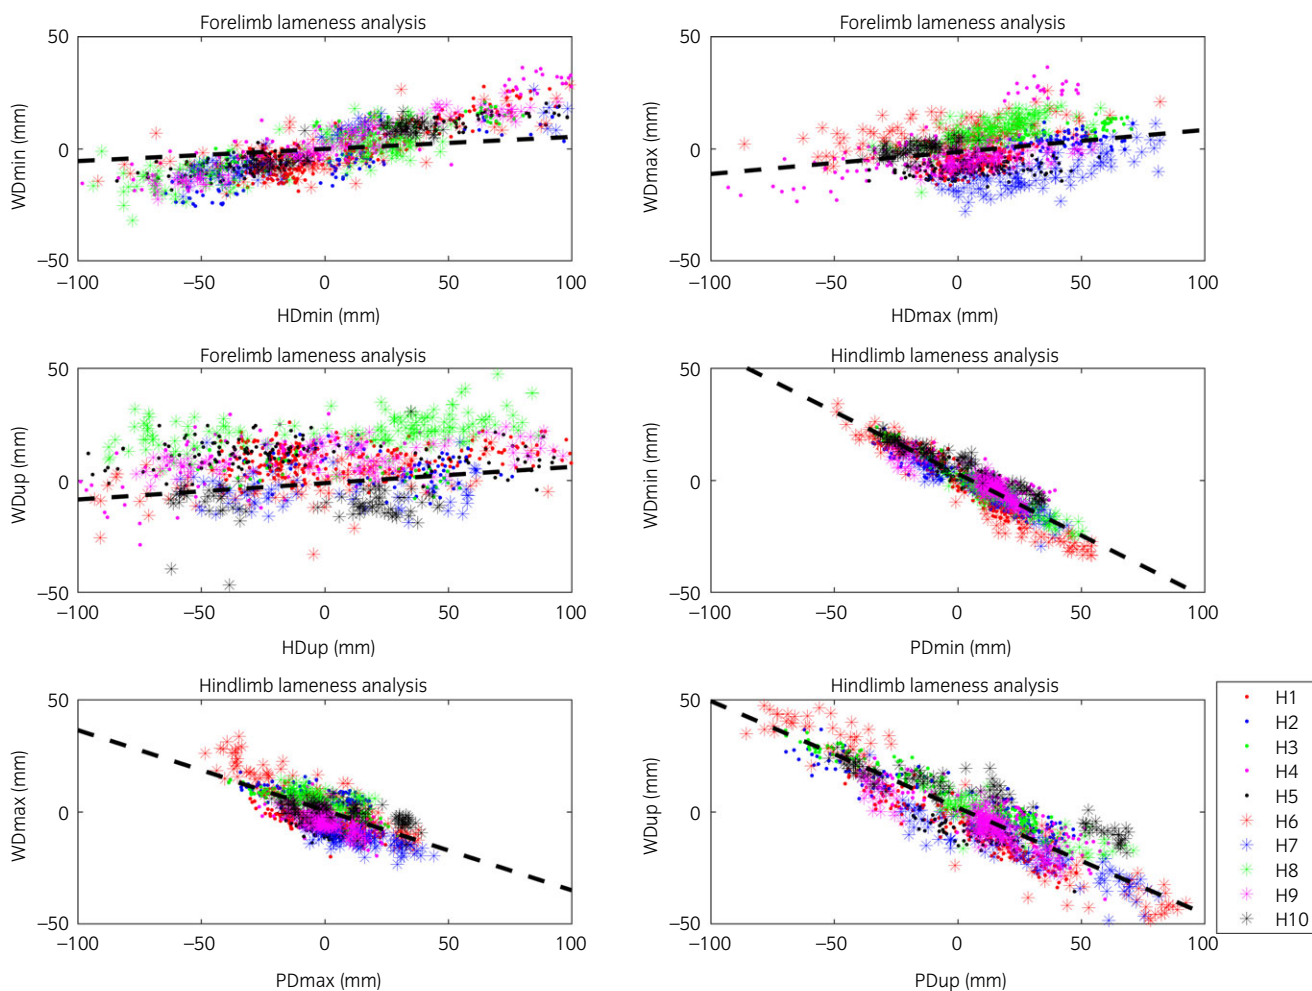 Forelimb lameness analysis
50
0
−50
WDmin (mm)
−100 −50 0 50 100
HDmin (mm)
Forelimb lameness analysis
50
0
−50
WDmax (mm)
−100 −50 0 50 100
HDmax (mm)
Forelimb lameness analysis
50
0
−50
WDup (mm)
−100 −50 0 50 100
HDup (mm)
Hindlimb lameness analysis
50
0
−50
WDmin (mm)
−100 −50 0 50 100
PDmin (mm)
Hindlimb lameness analysis
50
0
−50
WDmax (mm)
−100 −50 0 50 100
PDmax (mm)
Hindlimb lameness analysis
50
0
−50
WDup (mm)
−100 −50 0 50 100
PDup (mm)
H1
H2
H3
H4
H5
H6
H7
H8
H9
H10